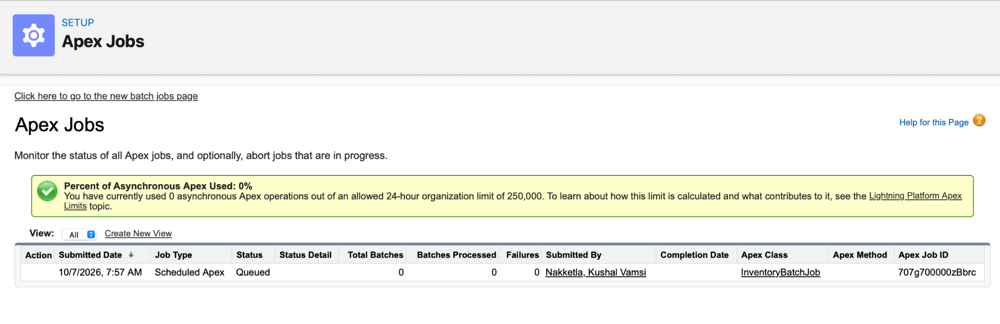 SETUP
Apex Jobs
Click here to go to the new batch jobs page
Apex Jobs
Help for this Page
Monitor the status of all Apex jobs, and optionally, abort jobs that are in progress.
Percent of Asynchronous Apex Used: 0%
You have currently used 0 asynchronous Apex operations out of an allowed 24-hour organization limit of 250,000. To learn about how this limit is calculated and what contributes to it, see the Lightning Platform Apex
Limits topic.
View: All Create New View
Action Submitted Date Job Type Status Status Detail Total Batches Batches Processed Failures Submitted By Completion Date Apex Class Apex Method Apex Job ID
10/7/2026, 7:57 AM Scheduled Apex Queued 0 0 0 Nakketla, Kushal Vamsi InventoryBatchJob 707g700000zBbrc